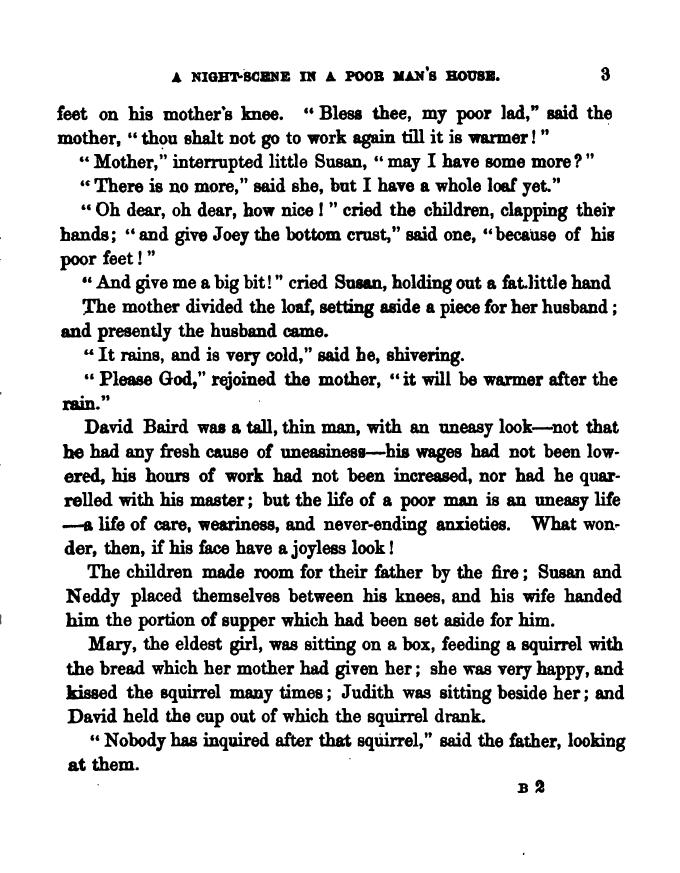 A NIGHT-SCENE IN A POOR MAN'S HOUSE. 3
feet on his mother's knee. "Bless thee, my poor lad," said the
mother, "thou shalt not go to work again till it is warmer!"
"Mother," interrupted little Susan, "may I have some more?"
"There is no more," said she, but I have a whole loaf yet."
"Oh dear, oh dear, how nice!" cried the children, clapping their
hands; "and give Joey the bottom crust," said one, "because of his
poor feet!"
"And give me a big bit!" cried Susan, holding out a fat.little hand
The mother divided the loaf, setting aside a piece for her husband;
and presently the husband came.
"It rains, and is very cold," said he, shivering.
"Please God," rejoined the mother, "it will be warmer after the
rain."
David Baird was a tall, thin man, with an uneasy look—not that
he had any fresh cause of uneasiness—his wages had not been low-
ered, his hours of work had not been increased, nor had he quar-
relled with his master; but the life of a poor man is an uneasy life
—a life of care, weariness, and never-ending anxieties. What won-
der, then, if his face have a joyless look!
The children made room for their father by the fire; Susan and
Neddy placed themselves between his knees, and his wife handed
him the portion of supper which had been set aside for him.
Mary, the eldest girl, was sitting on a box, feeding a squirrel with
the bread which her mother had given her; she was very happy, and
kissed the squirrel many times; Judith was sitting beside her; and
David held the cup out of which the squirrel drank.
"Nobody has inquired after that squirrel," said the father, looking
at them.
B 2